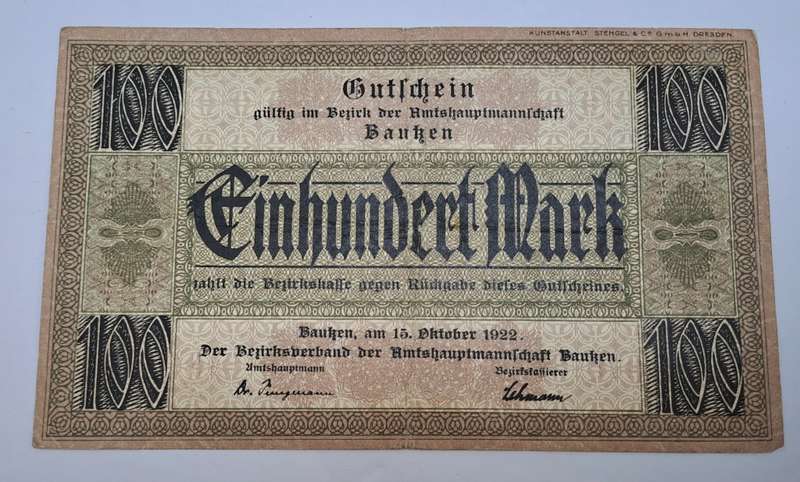 KUNSTANSTALT STENGEL & Co. G.m.b.H. DRESDEN.
100 100
Gutschein
gültig im Bezirk der Amtshauptmannschaft
Bautzen
Einhundert Mark
zahlt die Bezirkskasse gegen Rückgabe dieses Gutscheines.
100 100
Bautzen, am 15. Oktober 1922.
Der Bezirksverband der Amtshauptmannschaft Bautzen.
Amtshauptmann Bezirkskassierer
Dr. Lehmann